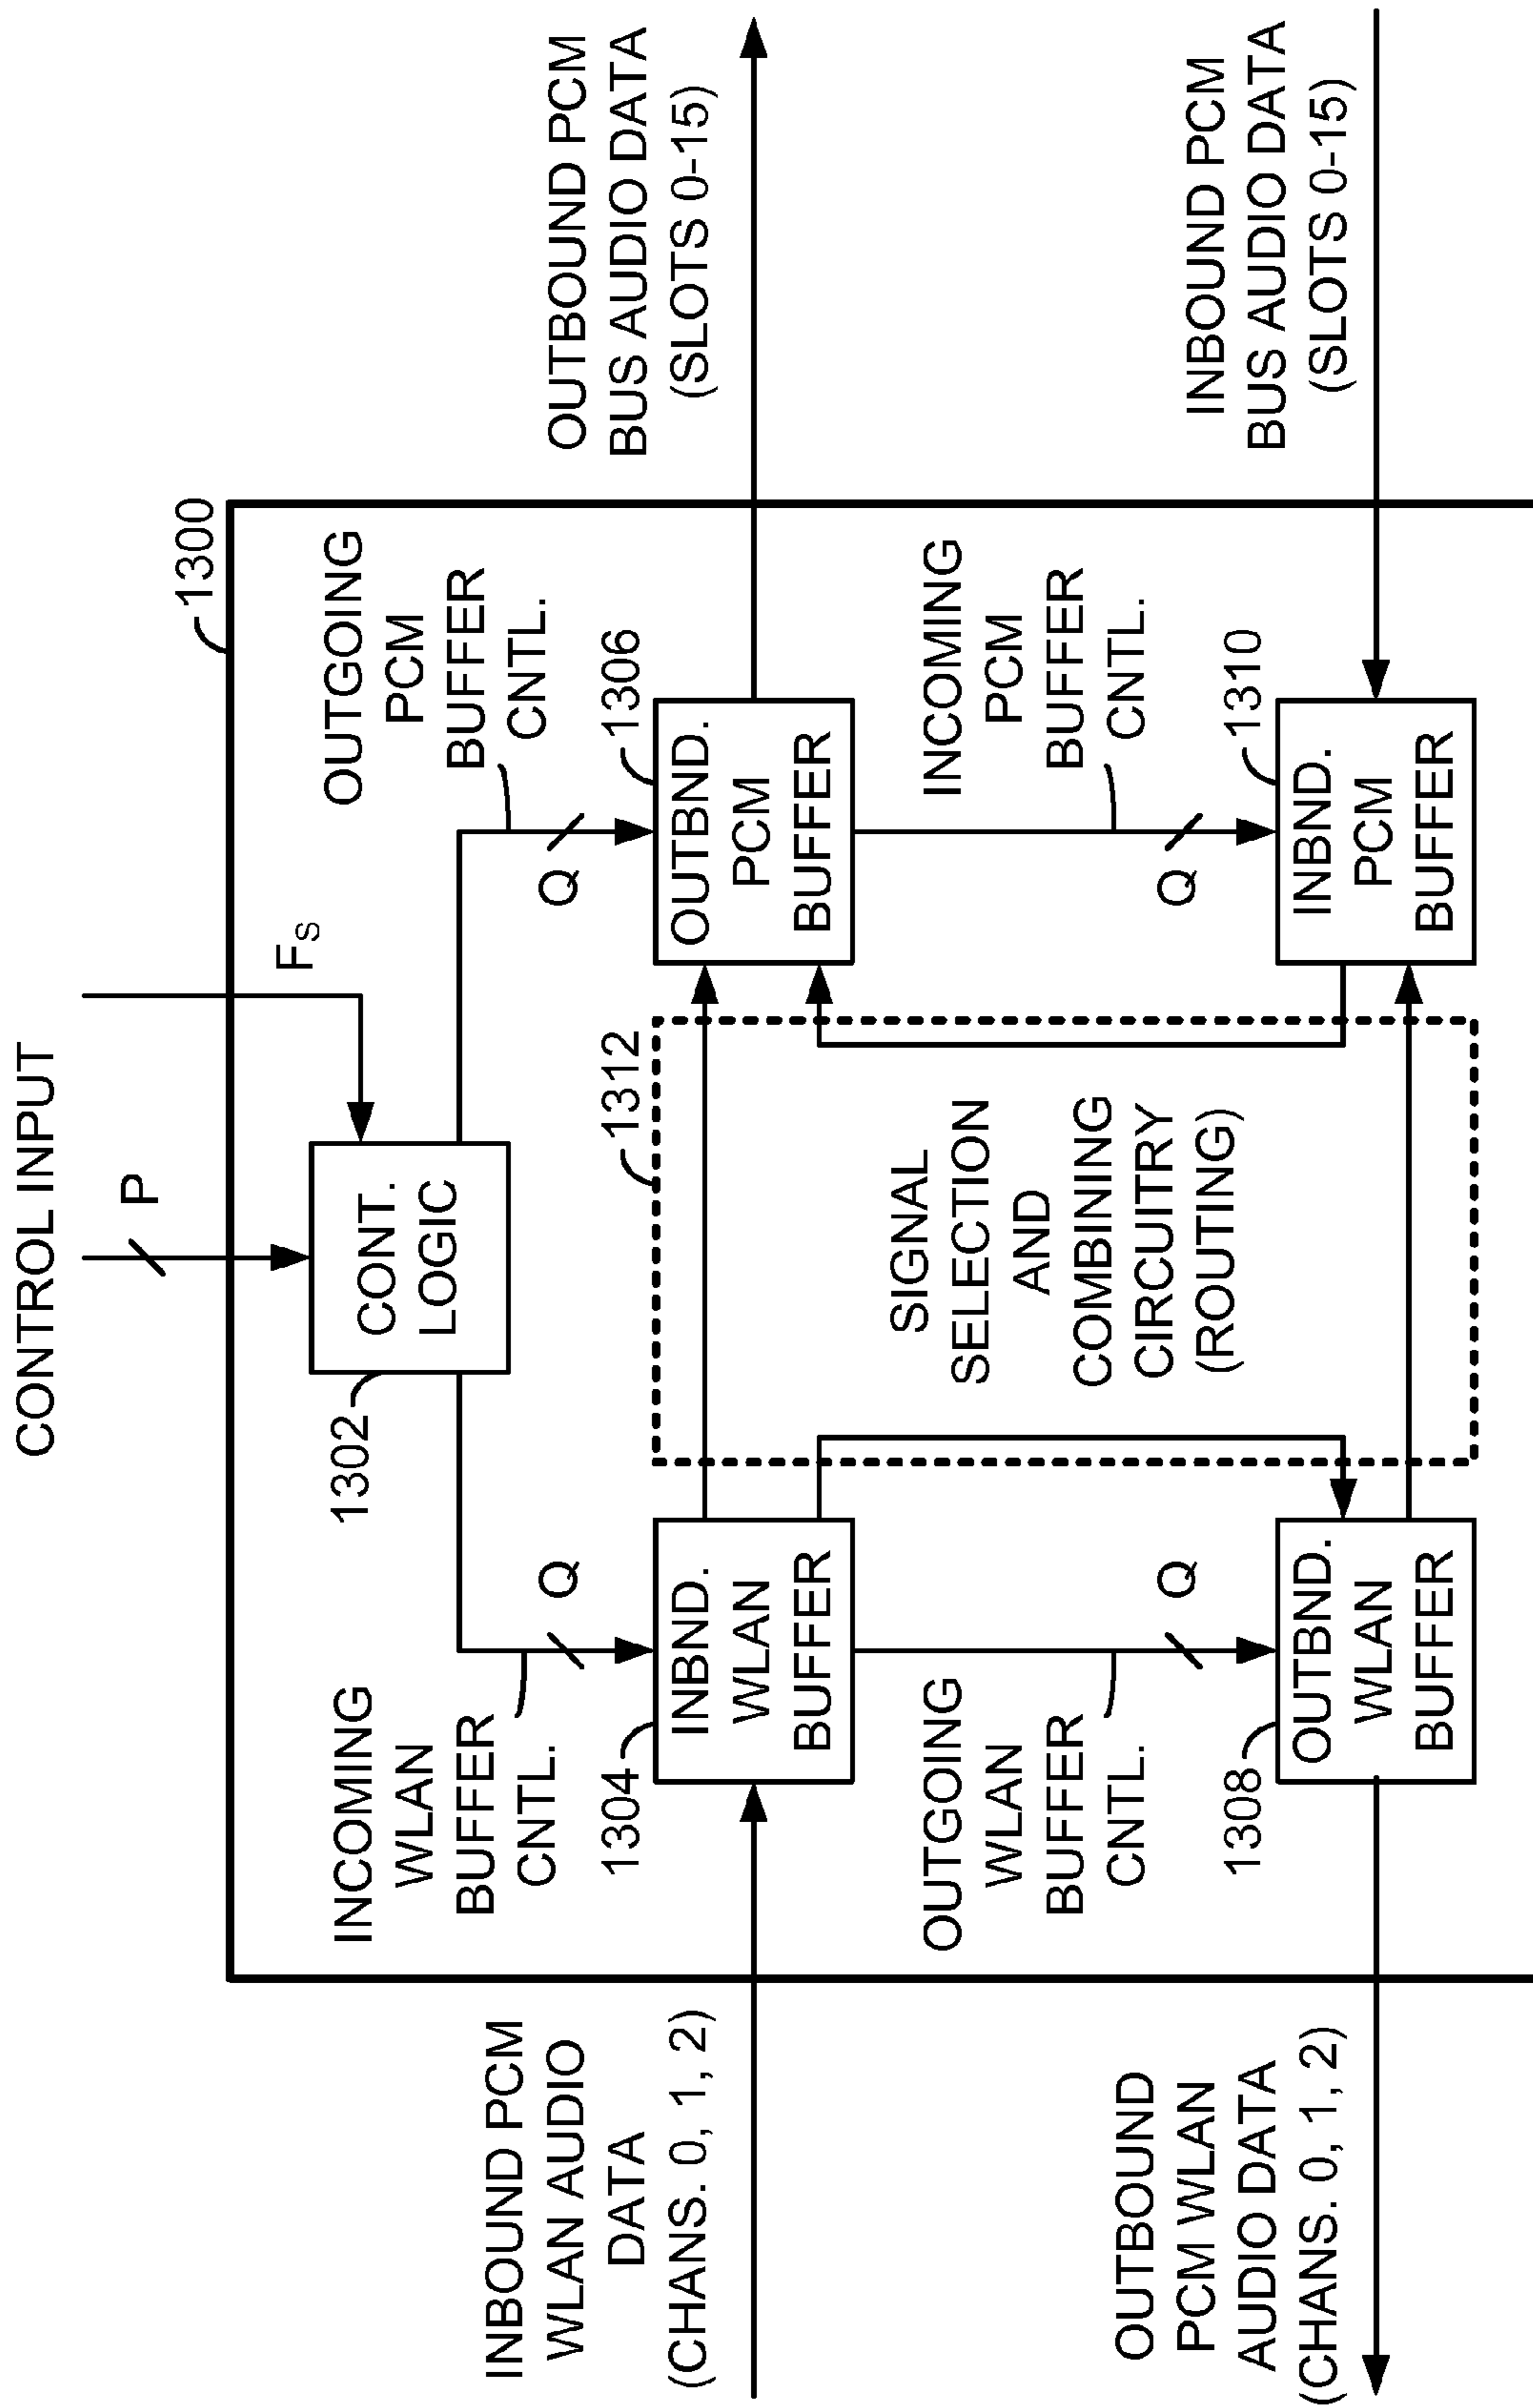 CONTROL INPUT
P
F_S
1300
CONT.
LOGIC
1302
INCOMING
WLAN
BUFFER
CNTL.
Q
OUTGOING
PCM
BUFFER
CNTL.
Q
INBOUND PCM
WLAN AUDIO
DATA
(CHANS. 0, 1, 2)
1304
INBND.
WLAN
BUFFER
1312
1306
OUTBND.
PCM
BUFFER
OUTBOUND PCM
BUS AUDIO DATA
(SLOTS 0-15)
SIGNAL
SELECTION
AND
COMBINING
CIRCUITRY
(ROUTING)
OUTGOING
WLAN
BUFFER
CNTL.
Q
INCOMING
PCM
BUFFER
CNTL.
Q
OUTBOUND
PCM WLAN
AUDIO DATA
(CHANS. 0, 1, 2)
1308
OUTBND.
WLAN
BUFFER
1310
INBND.
PCM
BUFFER
INBOUND PCM
BUS AUDIO DATA
(SLOTS 0-15)